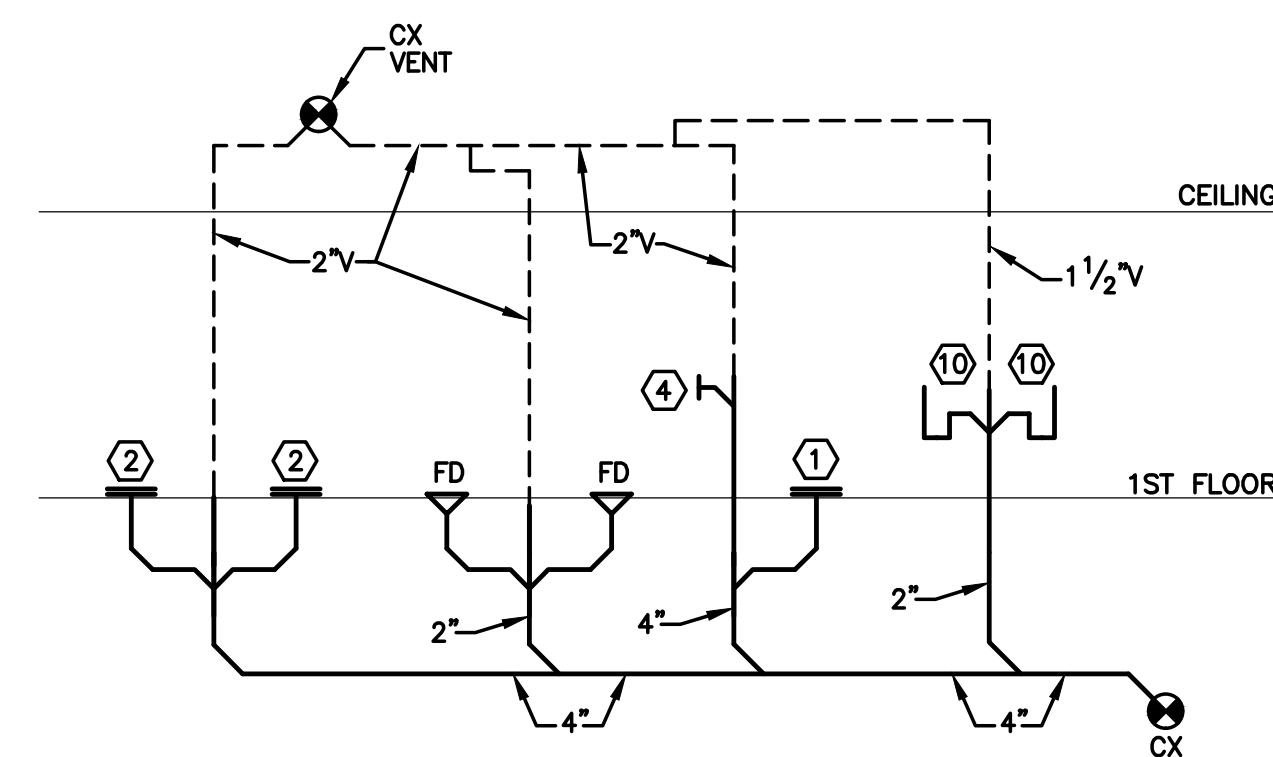 CX
VENT
CEILING
2"V
2"V
1 1/2"V
10
10
4
2
2
FD
FD
1
1ST FLOOR
2"
4"
2"
4"
4"
CX